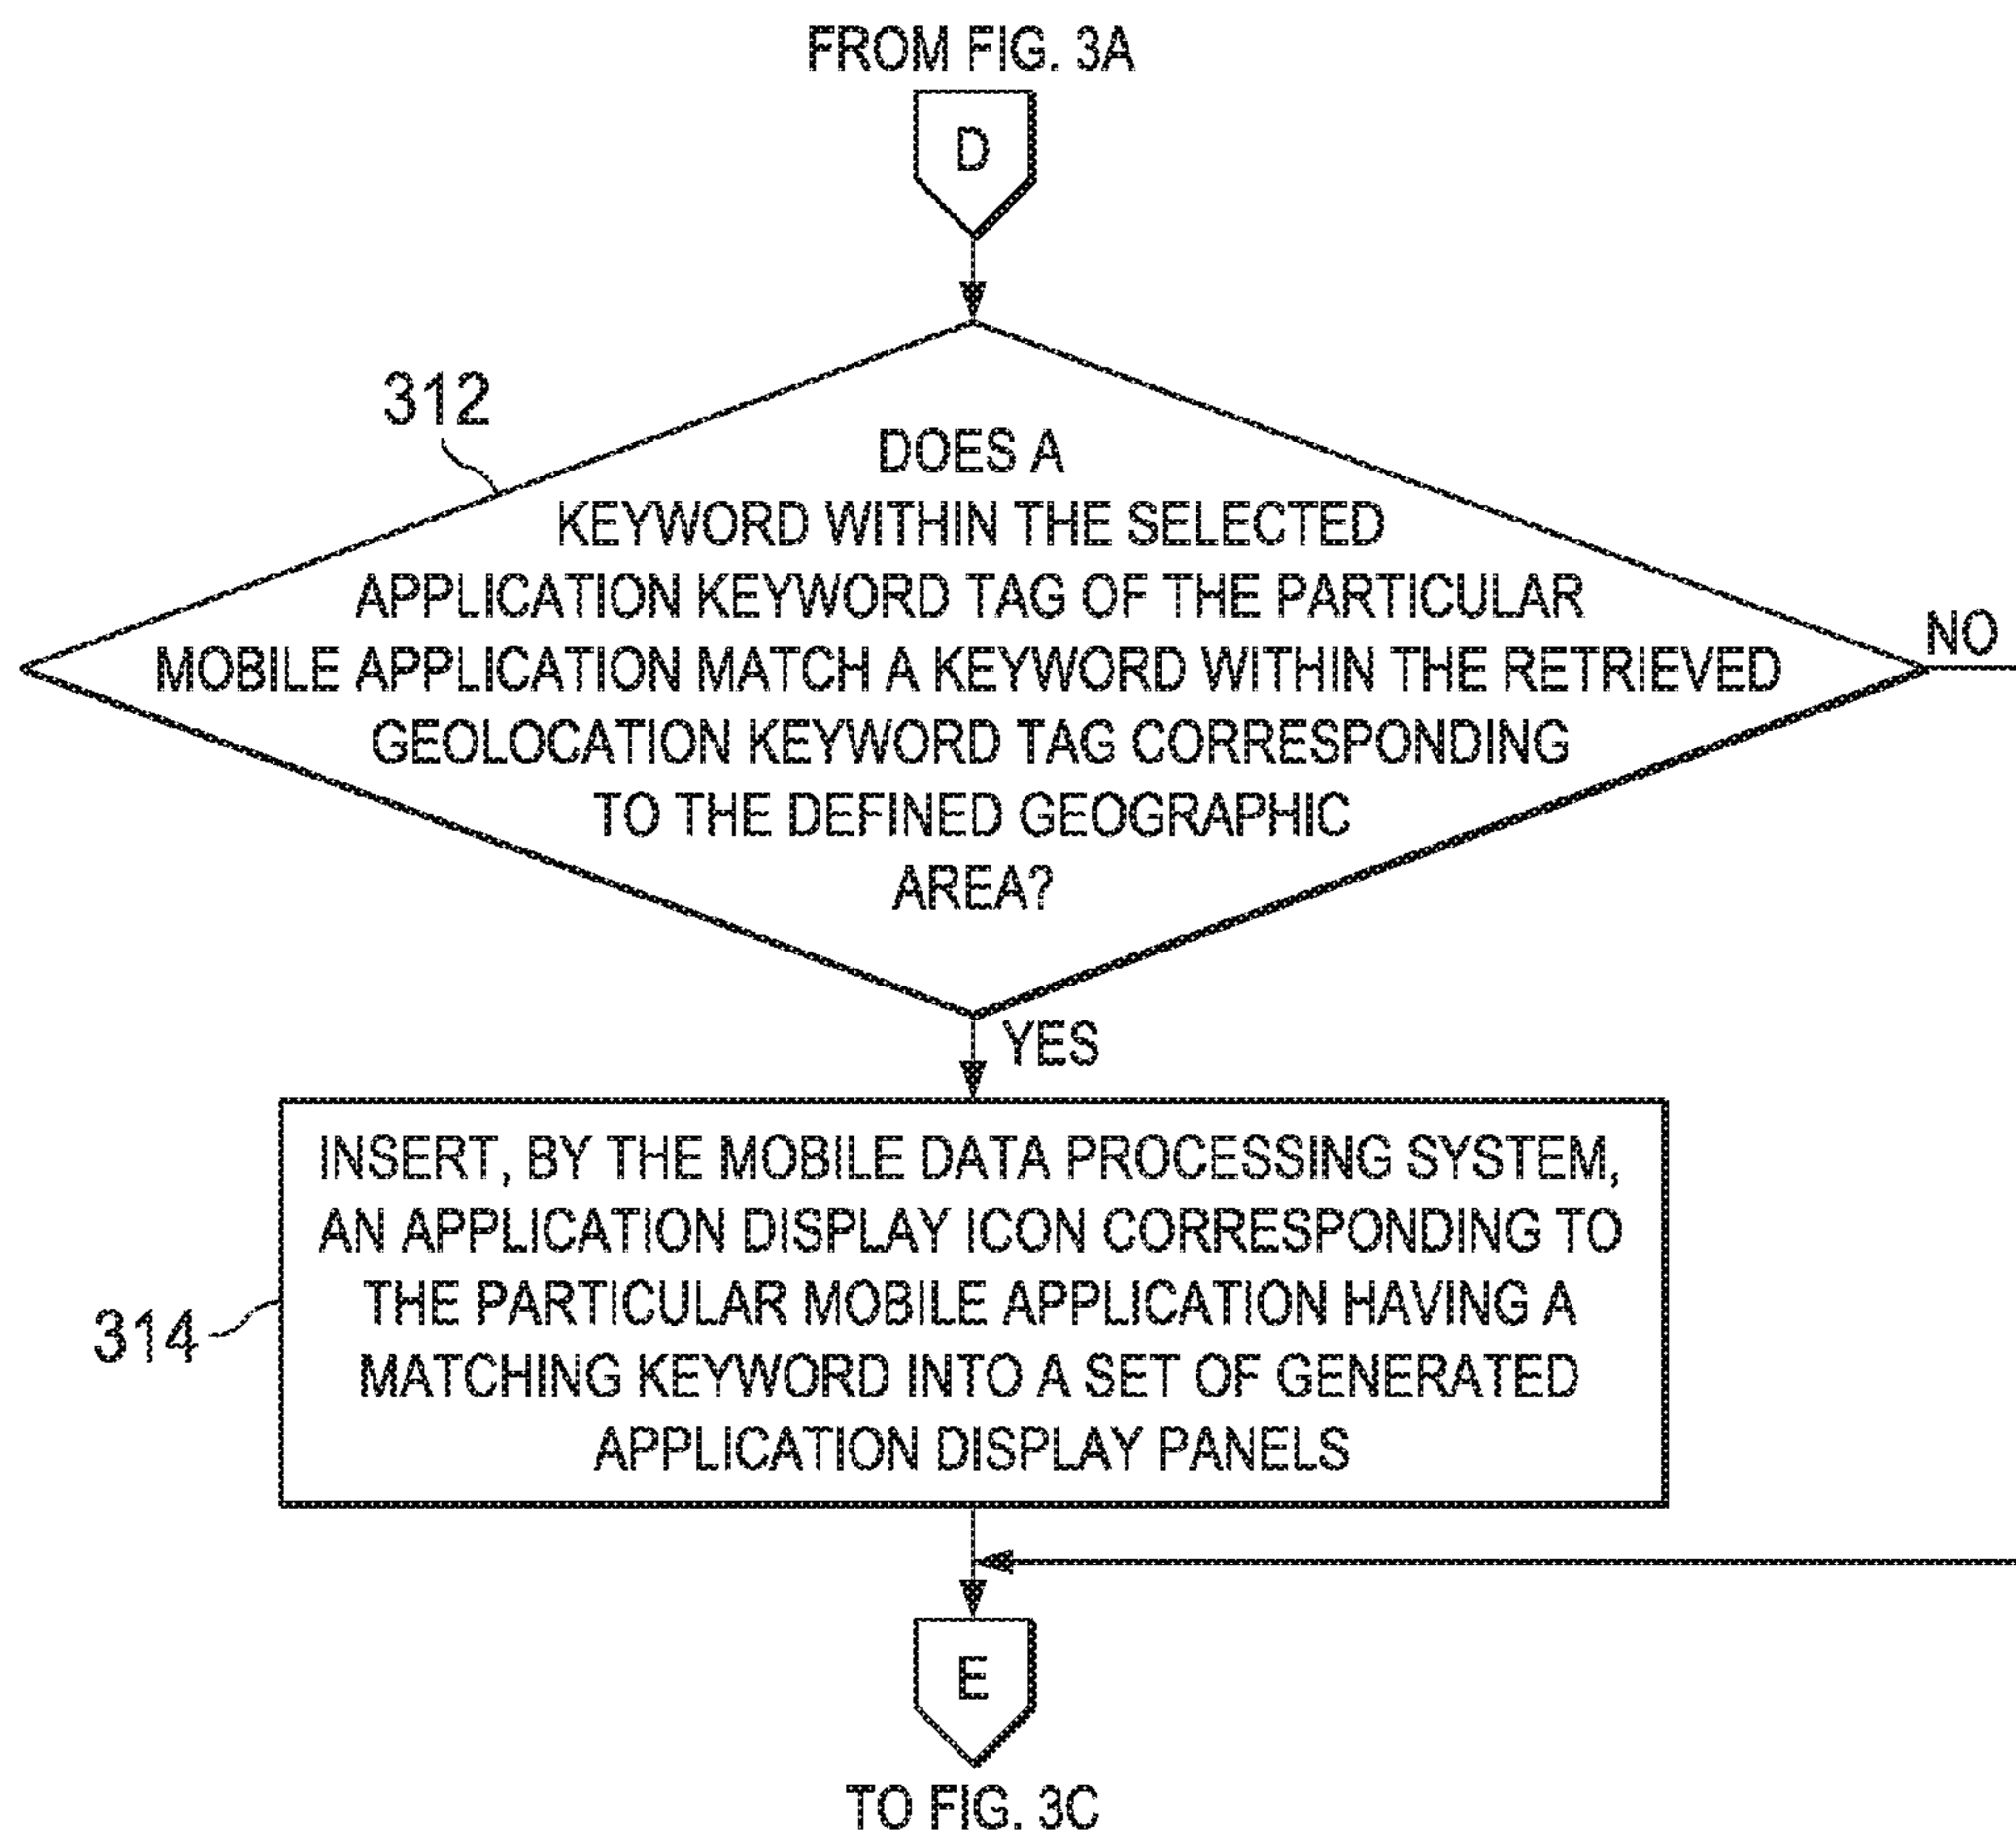 FROM FIG. 3A
D
312
DOES A
KEYWORD WITHIN THE SELECTED
APPLICATION KEYWORD TAG OF THE PARTICULAR
MOBILE APPLICATION MATCH A KEYWORD WITHIN THE RETRIEVED
GEOLOCATION KEYWORD TAG CORRESPONDING
TO THE DEFINED GEOGRAPHIC
AREA?
NO
YES
INSERT, BY THE MOBILE DATA PROCESSING SYSTEM,
AN APPLICATION DISPLAY ICON CORRESPONDING TO
THE PARTICULAR MOBILE APPLICATION HAVING A
MATCHING KEYWORD INTO A SET OF GENERATED
APPLICATION DISPLAY PANELS
314
E
TO FIG. 3C